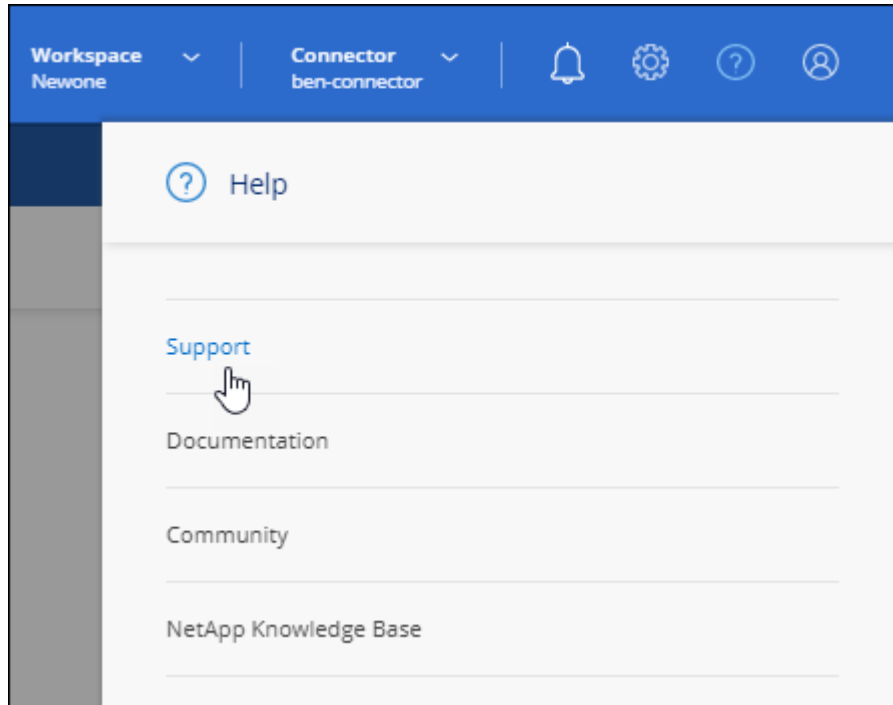 Workspace
Newone
Connector
ben-connector
Help
Support
Documentation
Community
NetApp Knowledge Base